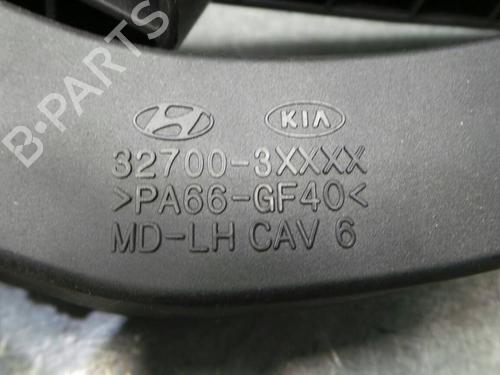 B-PARTS
KIA
32700-3XXXX
>PA66-GF40<
MD-LH CAV 6